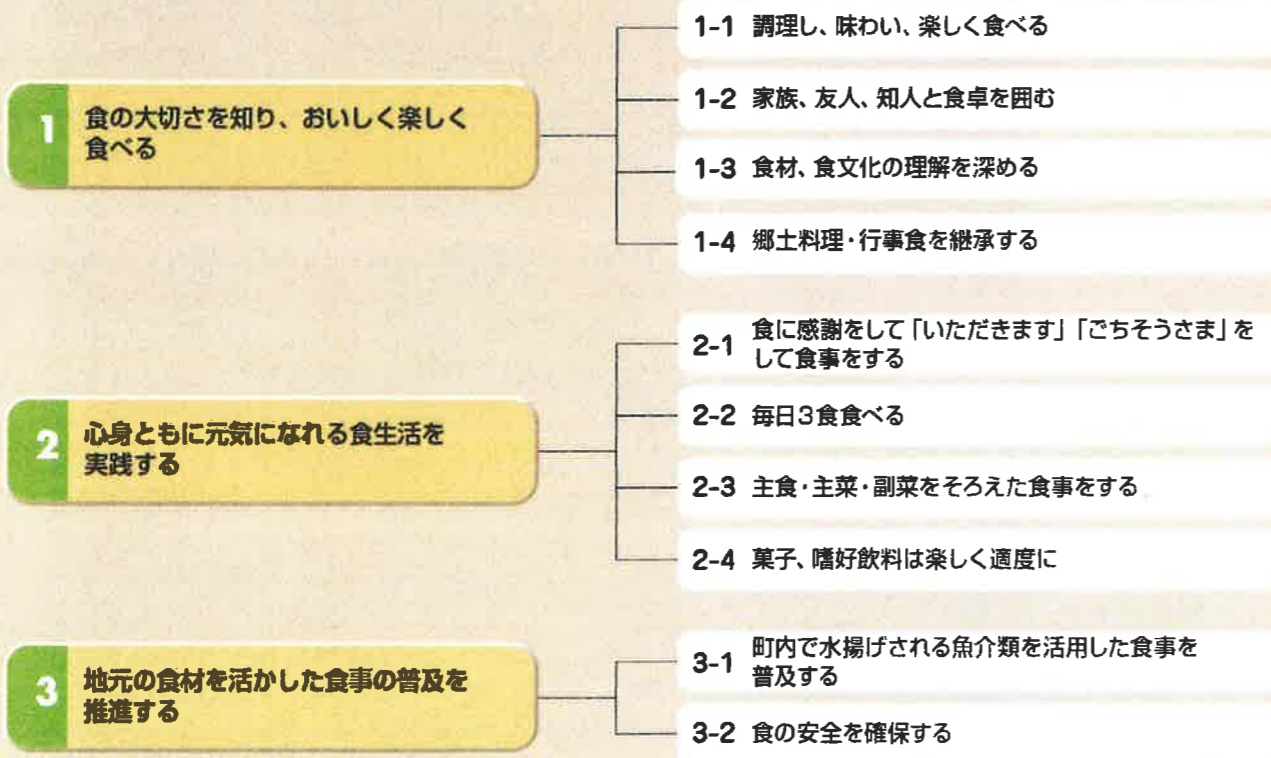 1 食の大切さを知り、おいしく楽しく
食べる
1-1 調理し、味わい、楽しく食べる
1-2 家族、友人、知人と食卓を囲む
1-3 食材、食文化の理解を深める
1-4 郷土料理・行事食を継承する
2 心身ともに元気になれる食生活を
実践する
2-1 食に感謝をして「いただきます」「ごちそうさま」を
して食事をする
2-2 毎日3食食べる
2-3 主食・主菜・副菜をそろえた食事をする
2-4 菓子、嗜好飲料は楽しく適度に
3 地元の食材を活かした食事の普及を
推進する
3-1 町内で水揚げされる魚介類を活用した食事を
普及する
3-2 食の安全を確保する